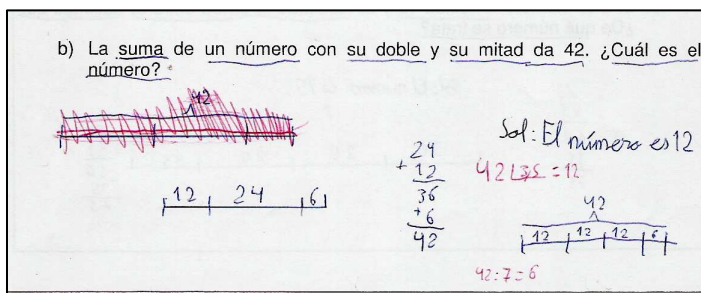 b) La suma de un número con su doble y su mitad da 42. ¿Cuál es el
número?
42
12 24 6
24
+ 12
36
+ 6
42
Sol: El número es 12
42 3,5 = 12
42
12 12 12 6
42:7=6